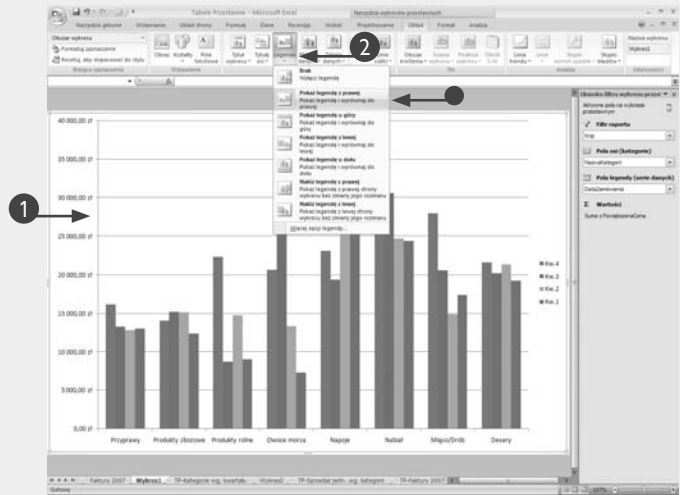 Tabele Przestawne - Microsoft Excel
Narzędzia wykresów przestawnych
Narzędzia główne Wstawianie Układ strony Formuły Dane Recenzja Widok Projektowanie Układ Format Analiza
Obszar wykresu
Formatuj zaznaczenie
Resetuj, aby dopasować do stylu
Bieżące zaznaczenie
Obraz Kształty Pole tekstowe
Wstawianie
Tytuł wykresu
Tytuły osi
Legenda
danych
Obszar kreślenia
Ściana wykresu
Podłoże wykresu
Obrót 3-W
Tło
Linia trendu
Linie
Słupki
Słupki błędów
Analiza
Nazwa wykresu
Wykres1
Właściwości
2
Brak
Wyłącz legendę
Pokaż legendę z prawej
Pokaż legendę i wyrównaj do
prawej
Pokaż legendę u góry
Pokaż legendę i wyrównaj do
góry
Pokaż legendę z lewej
Pokaż legendę i wyrównaj do
lewej
Pokaż legendę u dołu
Pokaż legendę i wyrównaj do
dołu
Nałóż legendę z prawej
Pokaż legendę z prawej strony
wykresu bez zmiany jego rozmiaru
Nałóż legendę z lewej
Pokaż legendę z lewej strony
wykresu bez zmiany jego rozmiaru
Więcej opcji legendy...
1
40 000,00 zł
35 000,00 zł
30 000,00 zł
25 000,00 zł
20 000,00 zł
15 000,00 zł
10 000,00 zł
5 000,00 zł
0,00 zł
Przyprawy Produkty zbożowe Produkty rolne Owoce morza Napoje Nabiał Mięso/Drób Desery
Kw.4
Kw.3
Kw.2
Kw.1
Okienko filtru wykresu przest
Aktywne pola na wykresie
przestawnym
Filtr raportu
Kraj
Pola osi (kategorie)
NazwaKategorii
Pola legendy (serie danych)
DataZamówienia
Σ Wartości
Suma z PowiększonaCena
Faktury 2007 Wykres1 TP-Kategorie wg. kwartału Wykres2 TP-Sprzedaż jedn. wg. kategorii TP-Faktury 2007
Gotowy
107%